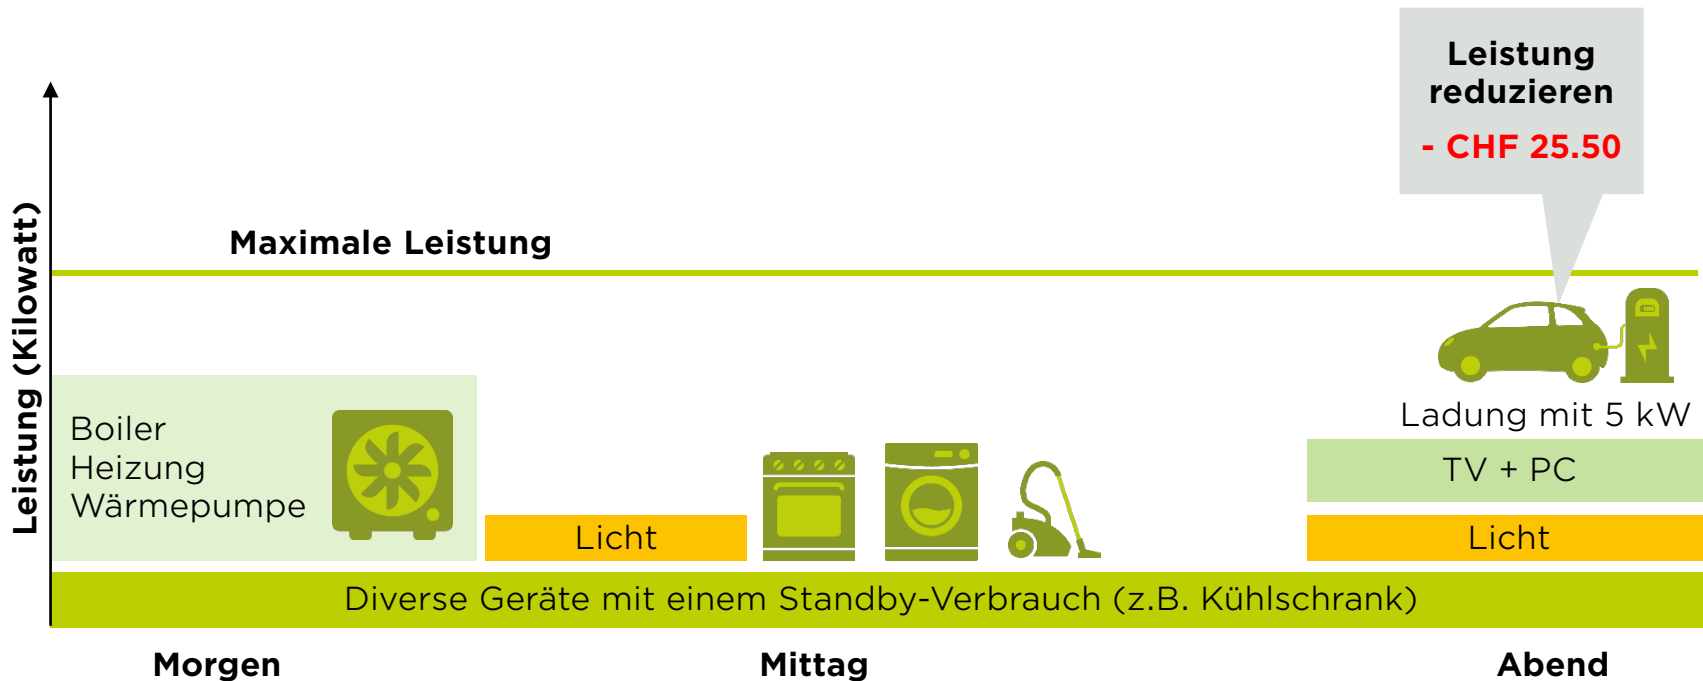 Leistung
reduzieren
- CHF 25.50
Leistung (Kilowatt)
Maximale Leistung
Boiler
Heizung
Wärmepumpe
Licht
Ladung mit 5 kW
TV + PC
Licht
Diverse Geräte mit einem Standby-Verbrauch (z.B. Kühlschrank)
Morgen
Mittag
Abend